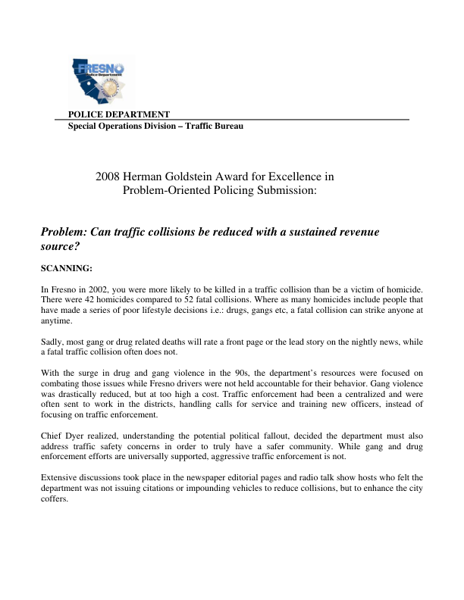 FRESNO
Police Department
POLICE DEPARTMENT
Special Operations Division – Traffic Bureau
2008 Herman Goldstein Award for Excellence in
Problem-Oriented Policing Submission:
Problem: Can traffic collisions be reduced with a sustained revenue
source?
SCANNING:
In Fresno in 2002, you were more likely to be killed in a traffic collision than be a victim of homicide.
There were 42 homicides compared to 52 fatal collisions. Where as many homicides include people that
have made a series of poor lifestyle decisions i.e.: drugs, gangs etc, a fatal collision can strike anyone at
anytime.
Sadly, most gang or drug related deaths will rate a front page or the lead story on the nightly news, while
a fatal traffic collision often does not.
With the surge in drug and gang violence in the 90s, the department's resources were focused on
combating those issues while Fresno drivers were not held accountable for their behavior. Gang violence
was drastically reduced, but at too high a cost. Traffic enforcement had been a centralized and were
often sent to work in the districts, handling calls for service and training new officers, instead of
focusing on traffic enforcement.
Chief Dyer realized, understanding the potential political fallout, decided the department must also
address traffic safety concerns in order to truly have a safer community. While gang and drug
enforcement efforts are universally supported, aggressive traffic enforcement is not.
Extensive discussions took place in the newspaper editorial pages and radio talk show hosts who felt the
department was not issuing citations or impounding vehicles to reduce collisions, but to enhance the city
coffers.